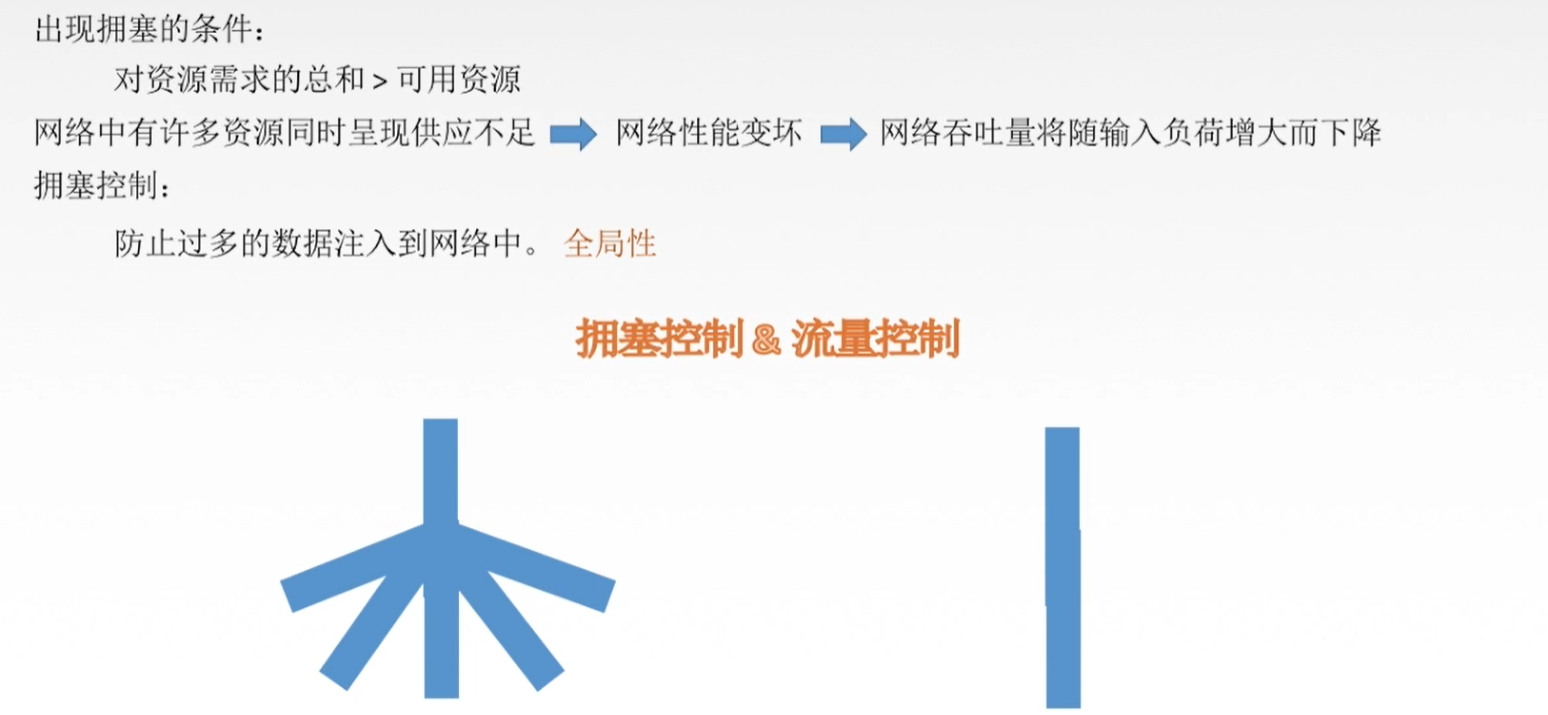 出现拥塞的条件：
对资源需求的总和 > 可用资源
网络中有许多资源同时呈现供应不足 网络性能变坏 网络吞吐量将随输入负荷增大而下降
拥塞控制：
防止过多的数据注入到网络中。 全局性
拥塞控制 & 流量控制